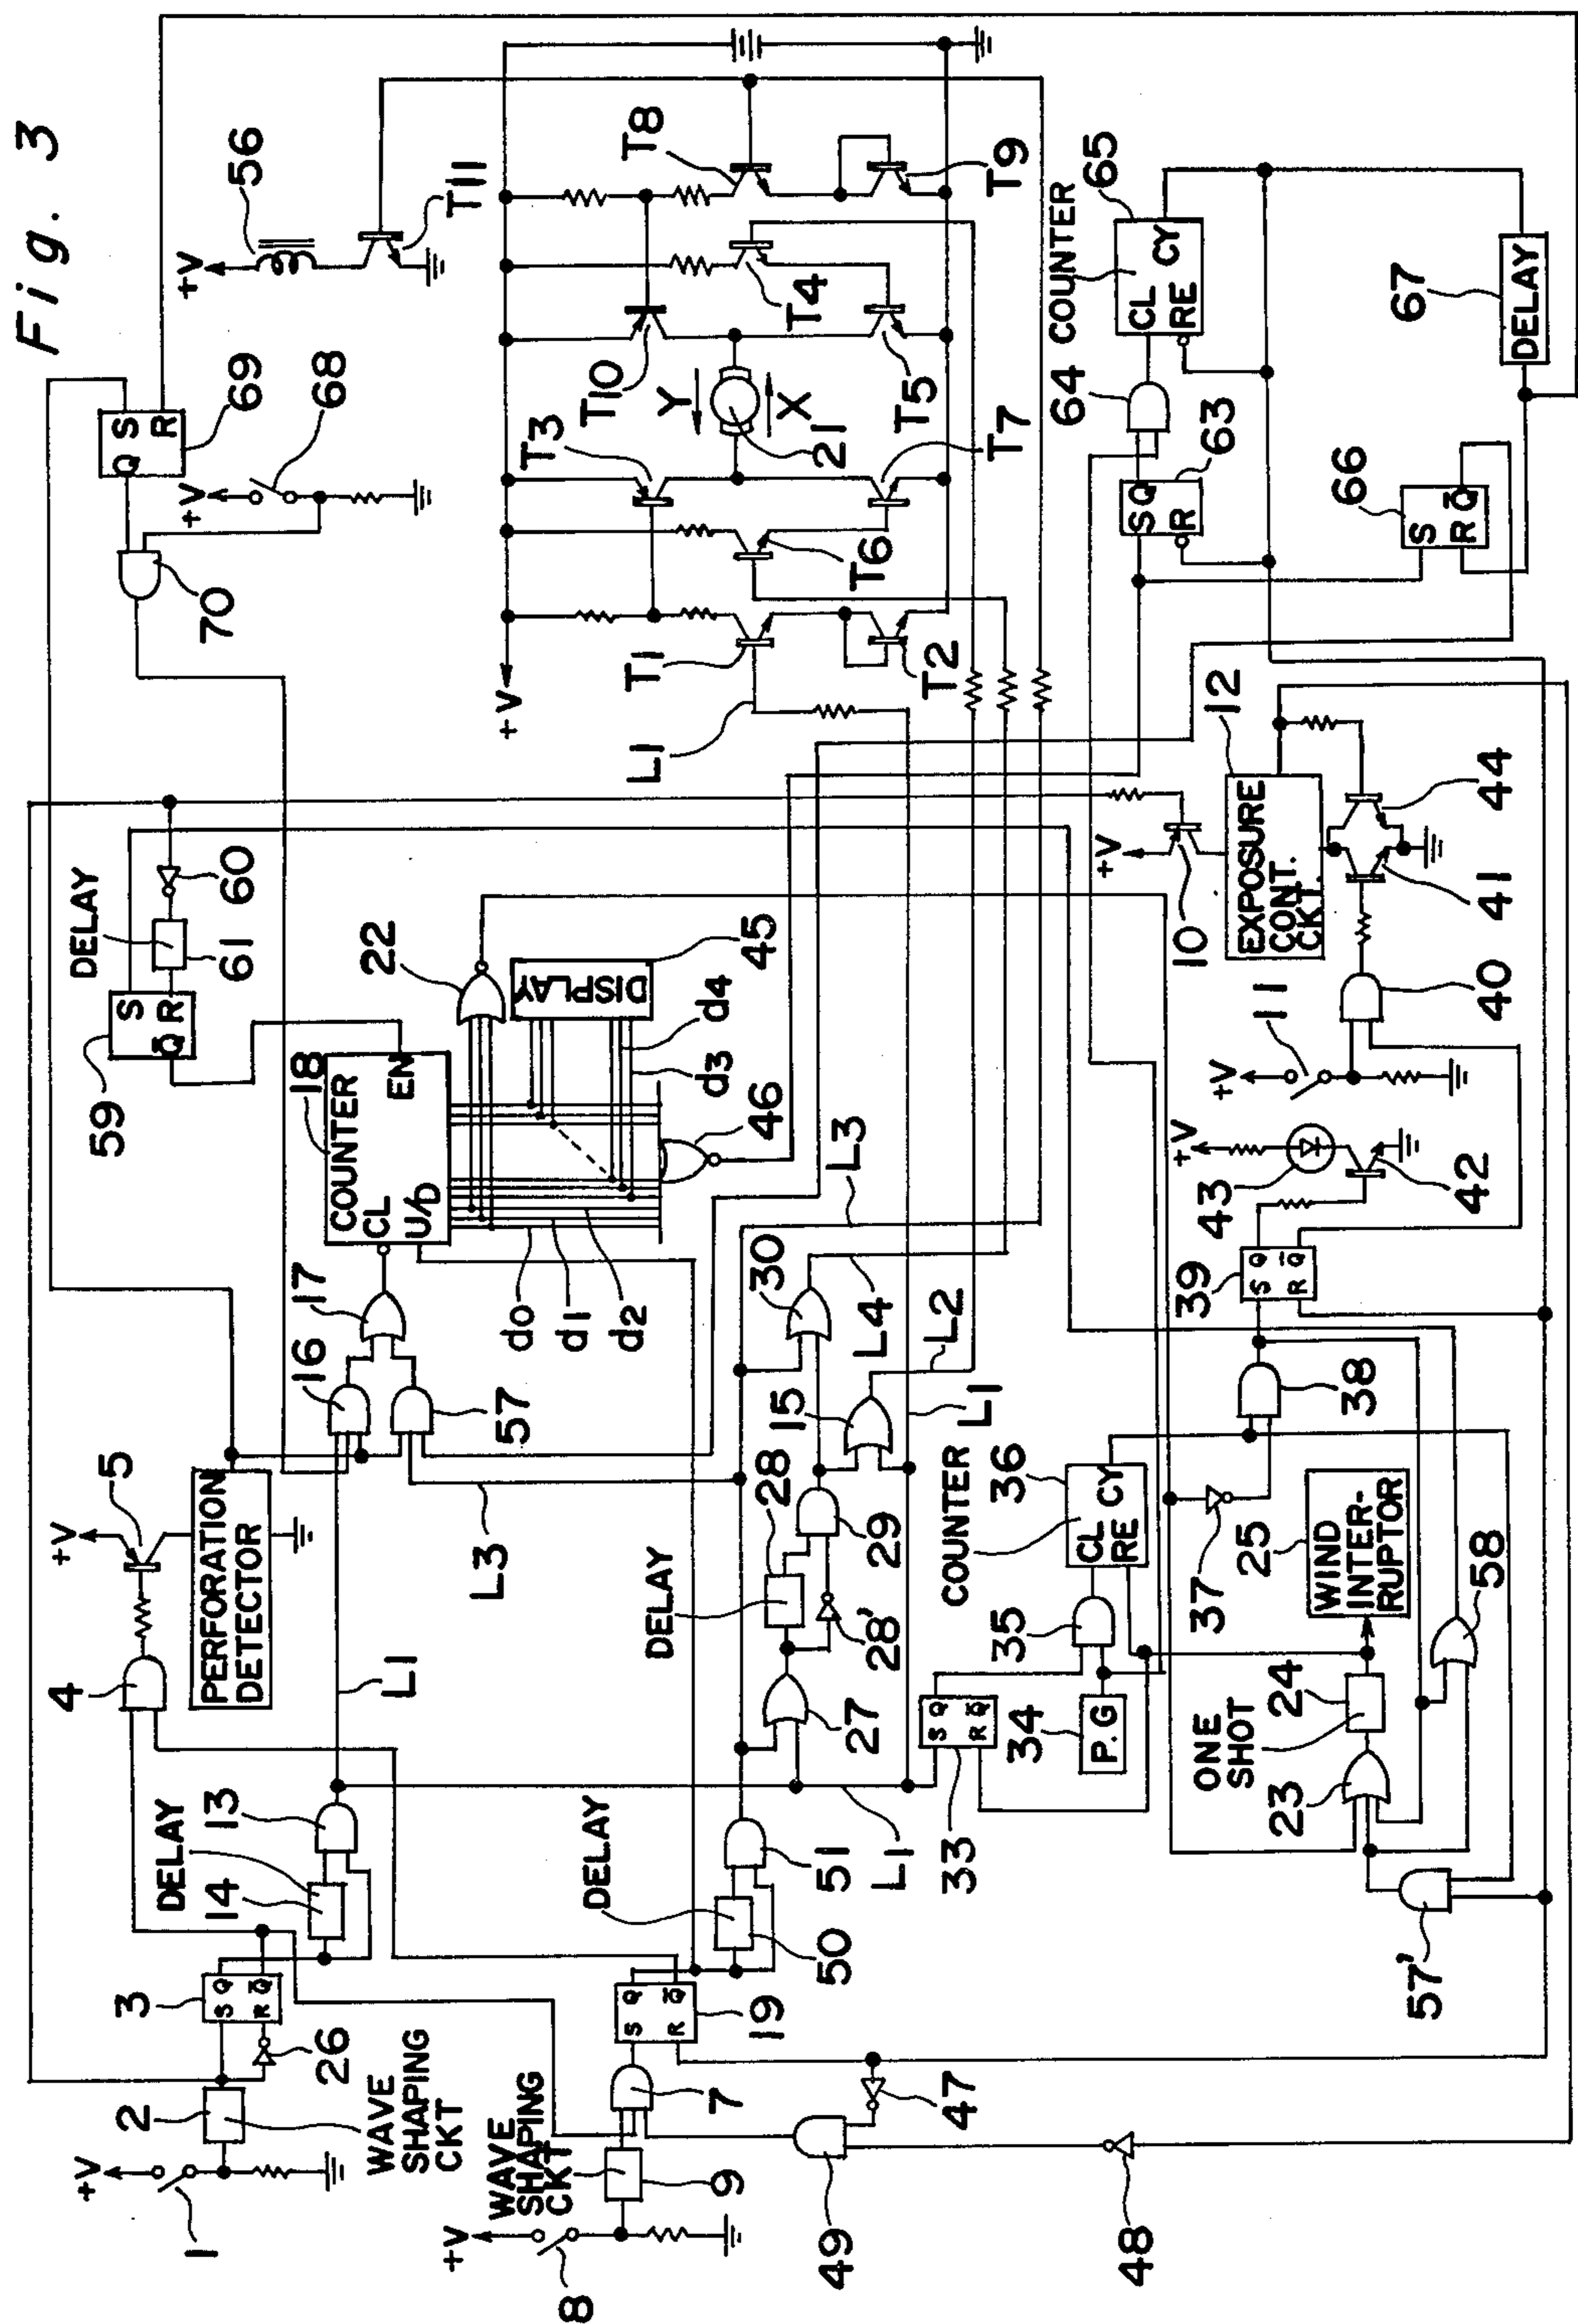 Fig. 3
+V
1
2
WAVE
SHAPING
CKT
3
S Q
R Q̄
26
DELAY
14
13
4
+V
5
PERFORATION
DETECTOR
L1
16
17
57
L3
COUNTER
18
CL
U/D
EN
d0
d1
d2
d3
d4
22
DISPLAY
45
46
59
S
R
Q̄
DELAY
61
60
70
+V
68
S
Q
R
69
+V
56
T11
+V
8
WAVE
SHAPING
CKT
9
7
S Q
R Q̄
19
DELAY
50
51
L1
27
DELAY
28
28'
29
15
30
L4
L2
L1
L3
+V
L1
T1
T2
T3
T6
T7
21
X
Y
T10
T5
T4
T8
T9
49
47
48
33
S Q
R Q̄
34
P.G
35
COUNTER
36
CL
CY
RE
37
38
39
S Q
R Q̄
43
+V
42
+V
11
40
+V
10
EXPOSURE
CONT.
CKT.
12
41
44
57'
23
ONE
SHOT
24
25
WIND
INTER-
RUPTOR
58
63
S Q
R
64
COUNTER
65
CL
CY
RE
66
S
R Q̄
67
DELAY